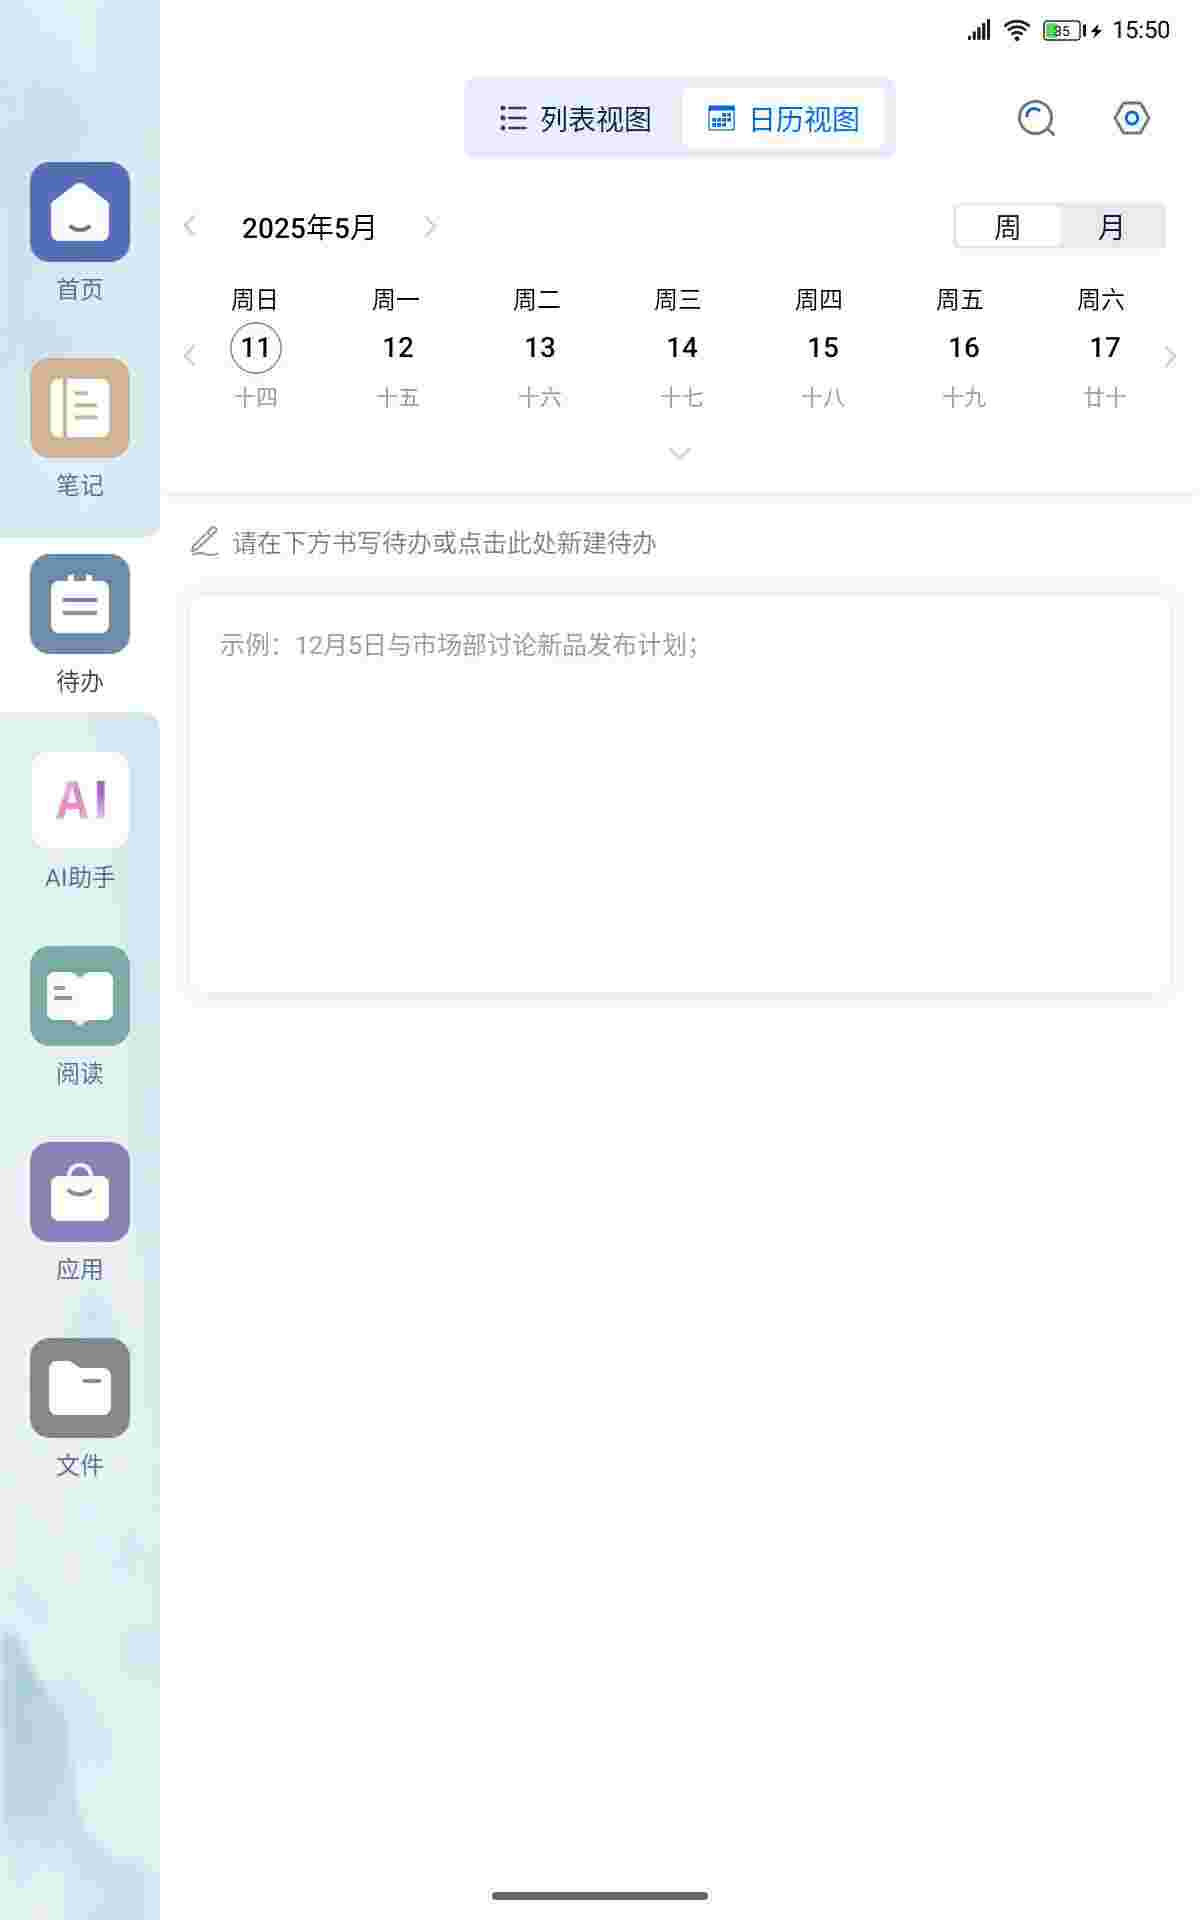 15:50
85
列表视图
日历视图
2025年5月
周
月
周日 周一 周二 周三 周四 周五 周六
11 12 13 14 15 16 17
十四 十五 十六 十七 十八 十九 廿十
请在下方书写待办或点击此处新建待办
示例：12月5日与市场部讨论新品发布计划；
首页
笔记
待办
AI
AI助手
阅读
应用
文件